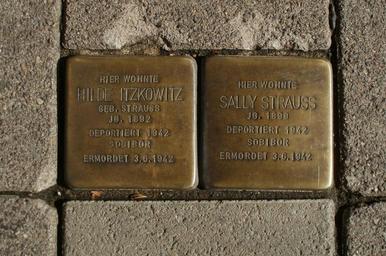 HIER WOHNTE
HILDE ITZKOWITZ
GEB. STRAUSS
JG. 1892
DEPORTIERT 1942
SOBIBOR
ERMORDET 3.6.1942
HIER WOHNTE
SALLY STRAUSS
JG.
DEPORTIERT 1942
SOBIBOR
ERMORDET 3.6.1942